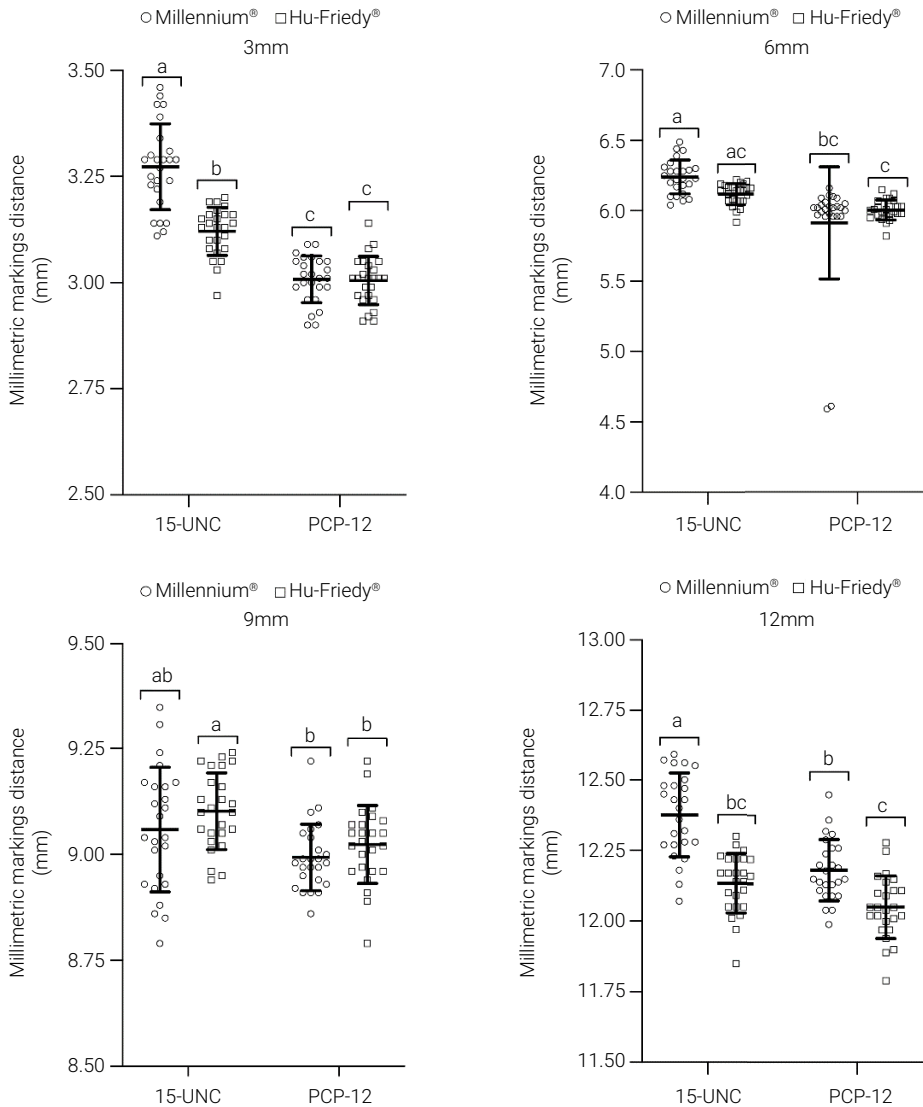 Millennium® Hu-Friedy®
3mm
Millimetric markings distance
(mm)
3.50
3.25
3.00
2.75
2.50
a
b
c
c
15-UNC PCP-12
Millennium® Hu-Friedy®
6mm
Millimetric markings distance
(mm)
7.0
6.5
6.0
5.5
5.0
4.5
4.0
a
ac
bc
c
15-UNC PCP-12
Millennium® Hu-Friedy®
9mm
Millimetric markings distance
(mm)
9.50
9.25
9.00
8.75
8.50
ab
a
b
b
15-UNC PCP-12
Millennium® Hu-Friedy®
12mm
Millimetric markings distance
(mm)
13.00
12.75
12.50
12.25
12.00
11.75
11.50
a
bc
b
c
15-UNC PCP-12